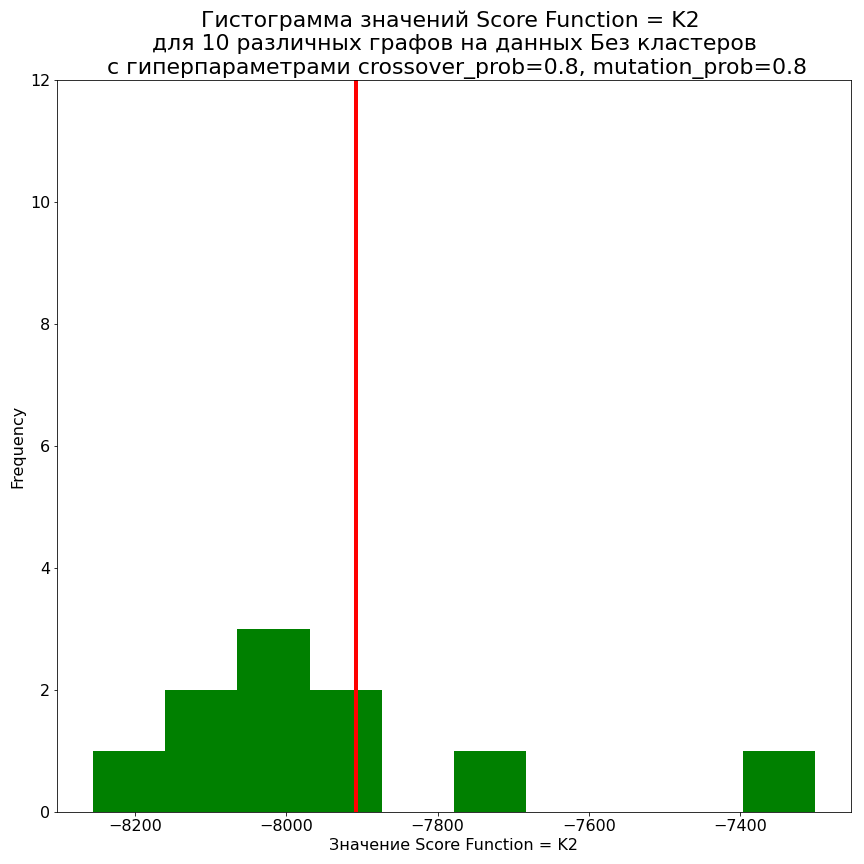 Гистограмма значений Score Function = K2
для 10 различных графов на данных Без кластеров
с гиперпараметрами crossover_prob=0.8, mutation_prob=0.8
12
10
8
6
4
2
0
Frequency
−8200 −8000 −7800 −7600 −7400
Значение Score Function = K2